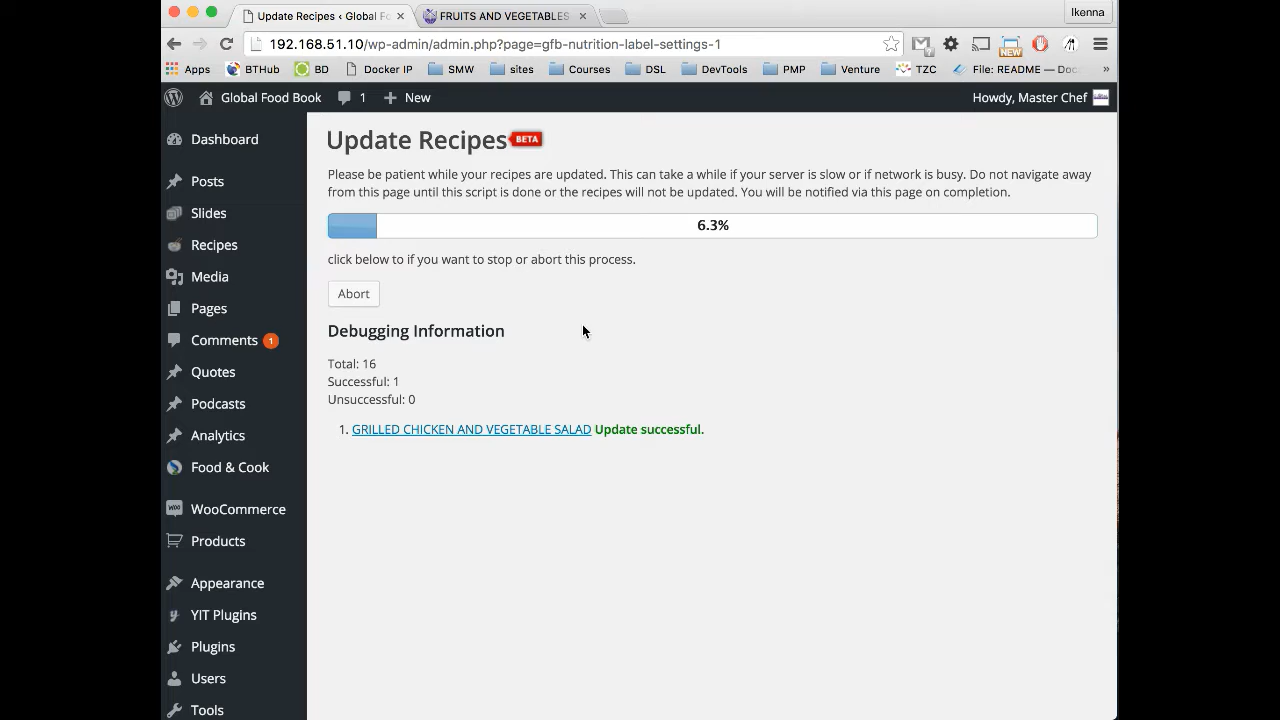 Update Recipes ‹ Global Fo
FRUITS AND VEGETABLES
Ikenna
192.168.51.10/wp-admin/admin.php?page=gfb-nutrition-label-settings-1
NEW
Apps
BTHub
BD
Docker IP
SMW
sites
Courses
DSL
DevTools
PMP
Venture
TZC
File: README — Doc
»
Global Food Book
1
New
Howdy, Master Chef
Dashboard
Posts
Slides
Recipes
Media
Pages
Comments 1
Quotes
Podcasts
Analytics
Food & Cook
WOO
WooCommerce
Products
Appearance
YIT Plugins
Plugins
Users
Tools
Update Recipes BETA
Please be patient while your recipes are updated. This can take a while if your server is slow or if network is busy. Do not navigate away
from this page until this script is done or the recipes will not be updated. You will be notified via this page on completion.
6.3%
click below to if you want to stop or abort this process.
Abort
Debugging Information
Total: 16
Successful: 1
Unsuccessful: 0
1. GRILLED CHICKEN AND VEGETABLE SALAD Update successful.